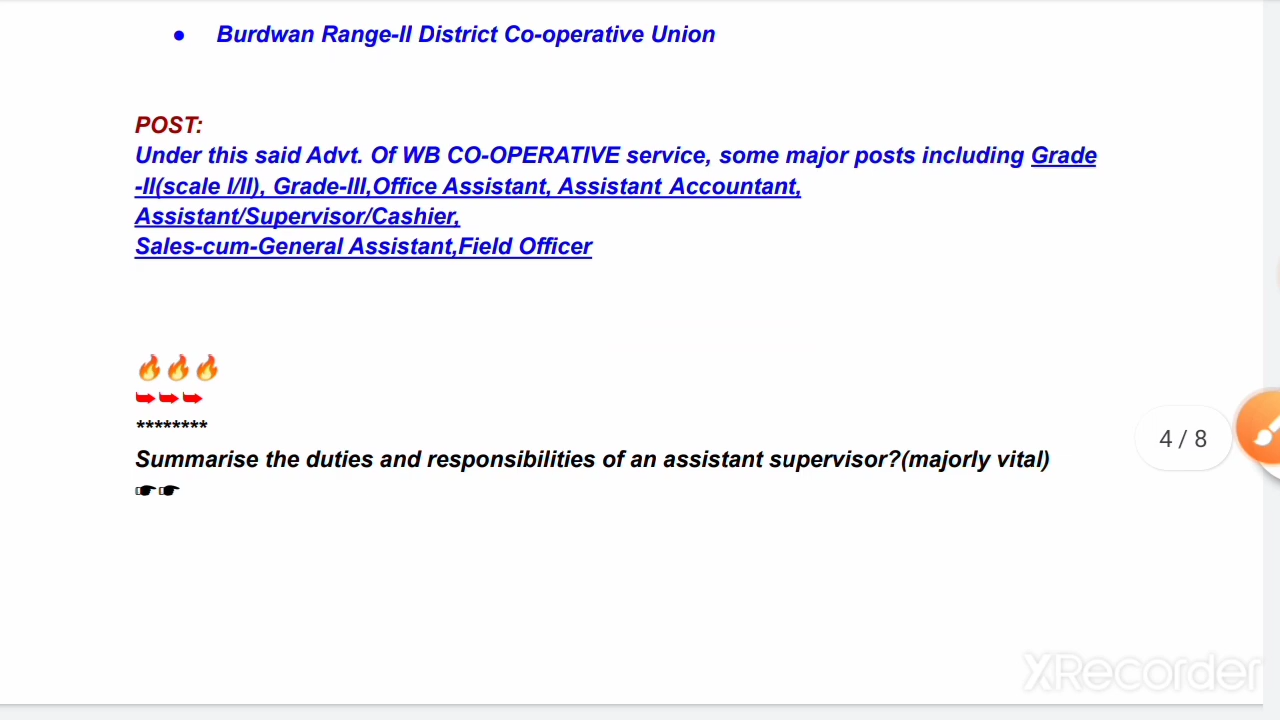 ● Burdwan Range-II District Co-operative Union
POST:
Under this said Advt. Of WB CO-OPERATIVE service, some major posts including Grade
-II(scale I/II), Grade-III,Office Assistant, Assistant Accountant,
Assistant/Supervisor/Cashier,
Sales-cum-General Assistant,Field Officer
🔥🔥🔥
➥➥➥
********
Summarise the duties and responsibilities of an assistant supervisor?(majorly vital)
☛☛
4 / 8
XRecorder